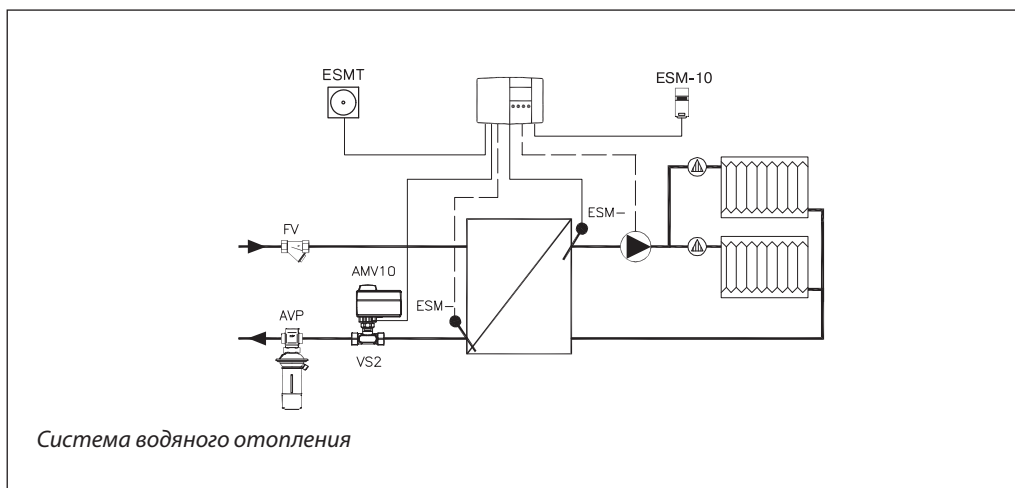 ESMT
ESM-10
FV
ESM-
AMV10
ESM-
AVP
VS2
Система водяного отопления